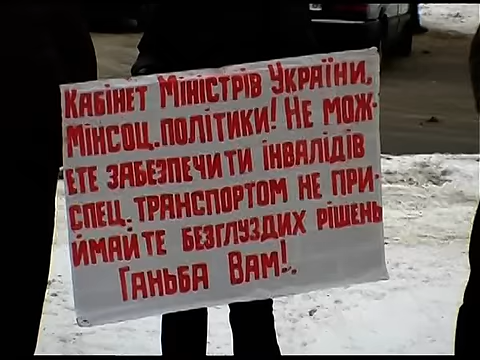 Кабінет Міністрів України,
Мінсоц.політики! Не мож-
ете забезпечити інвалідів
спец. транспортом не при-
ймайте безглуздих рішень
Ганьба Вам!.